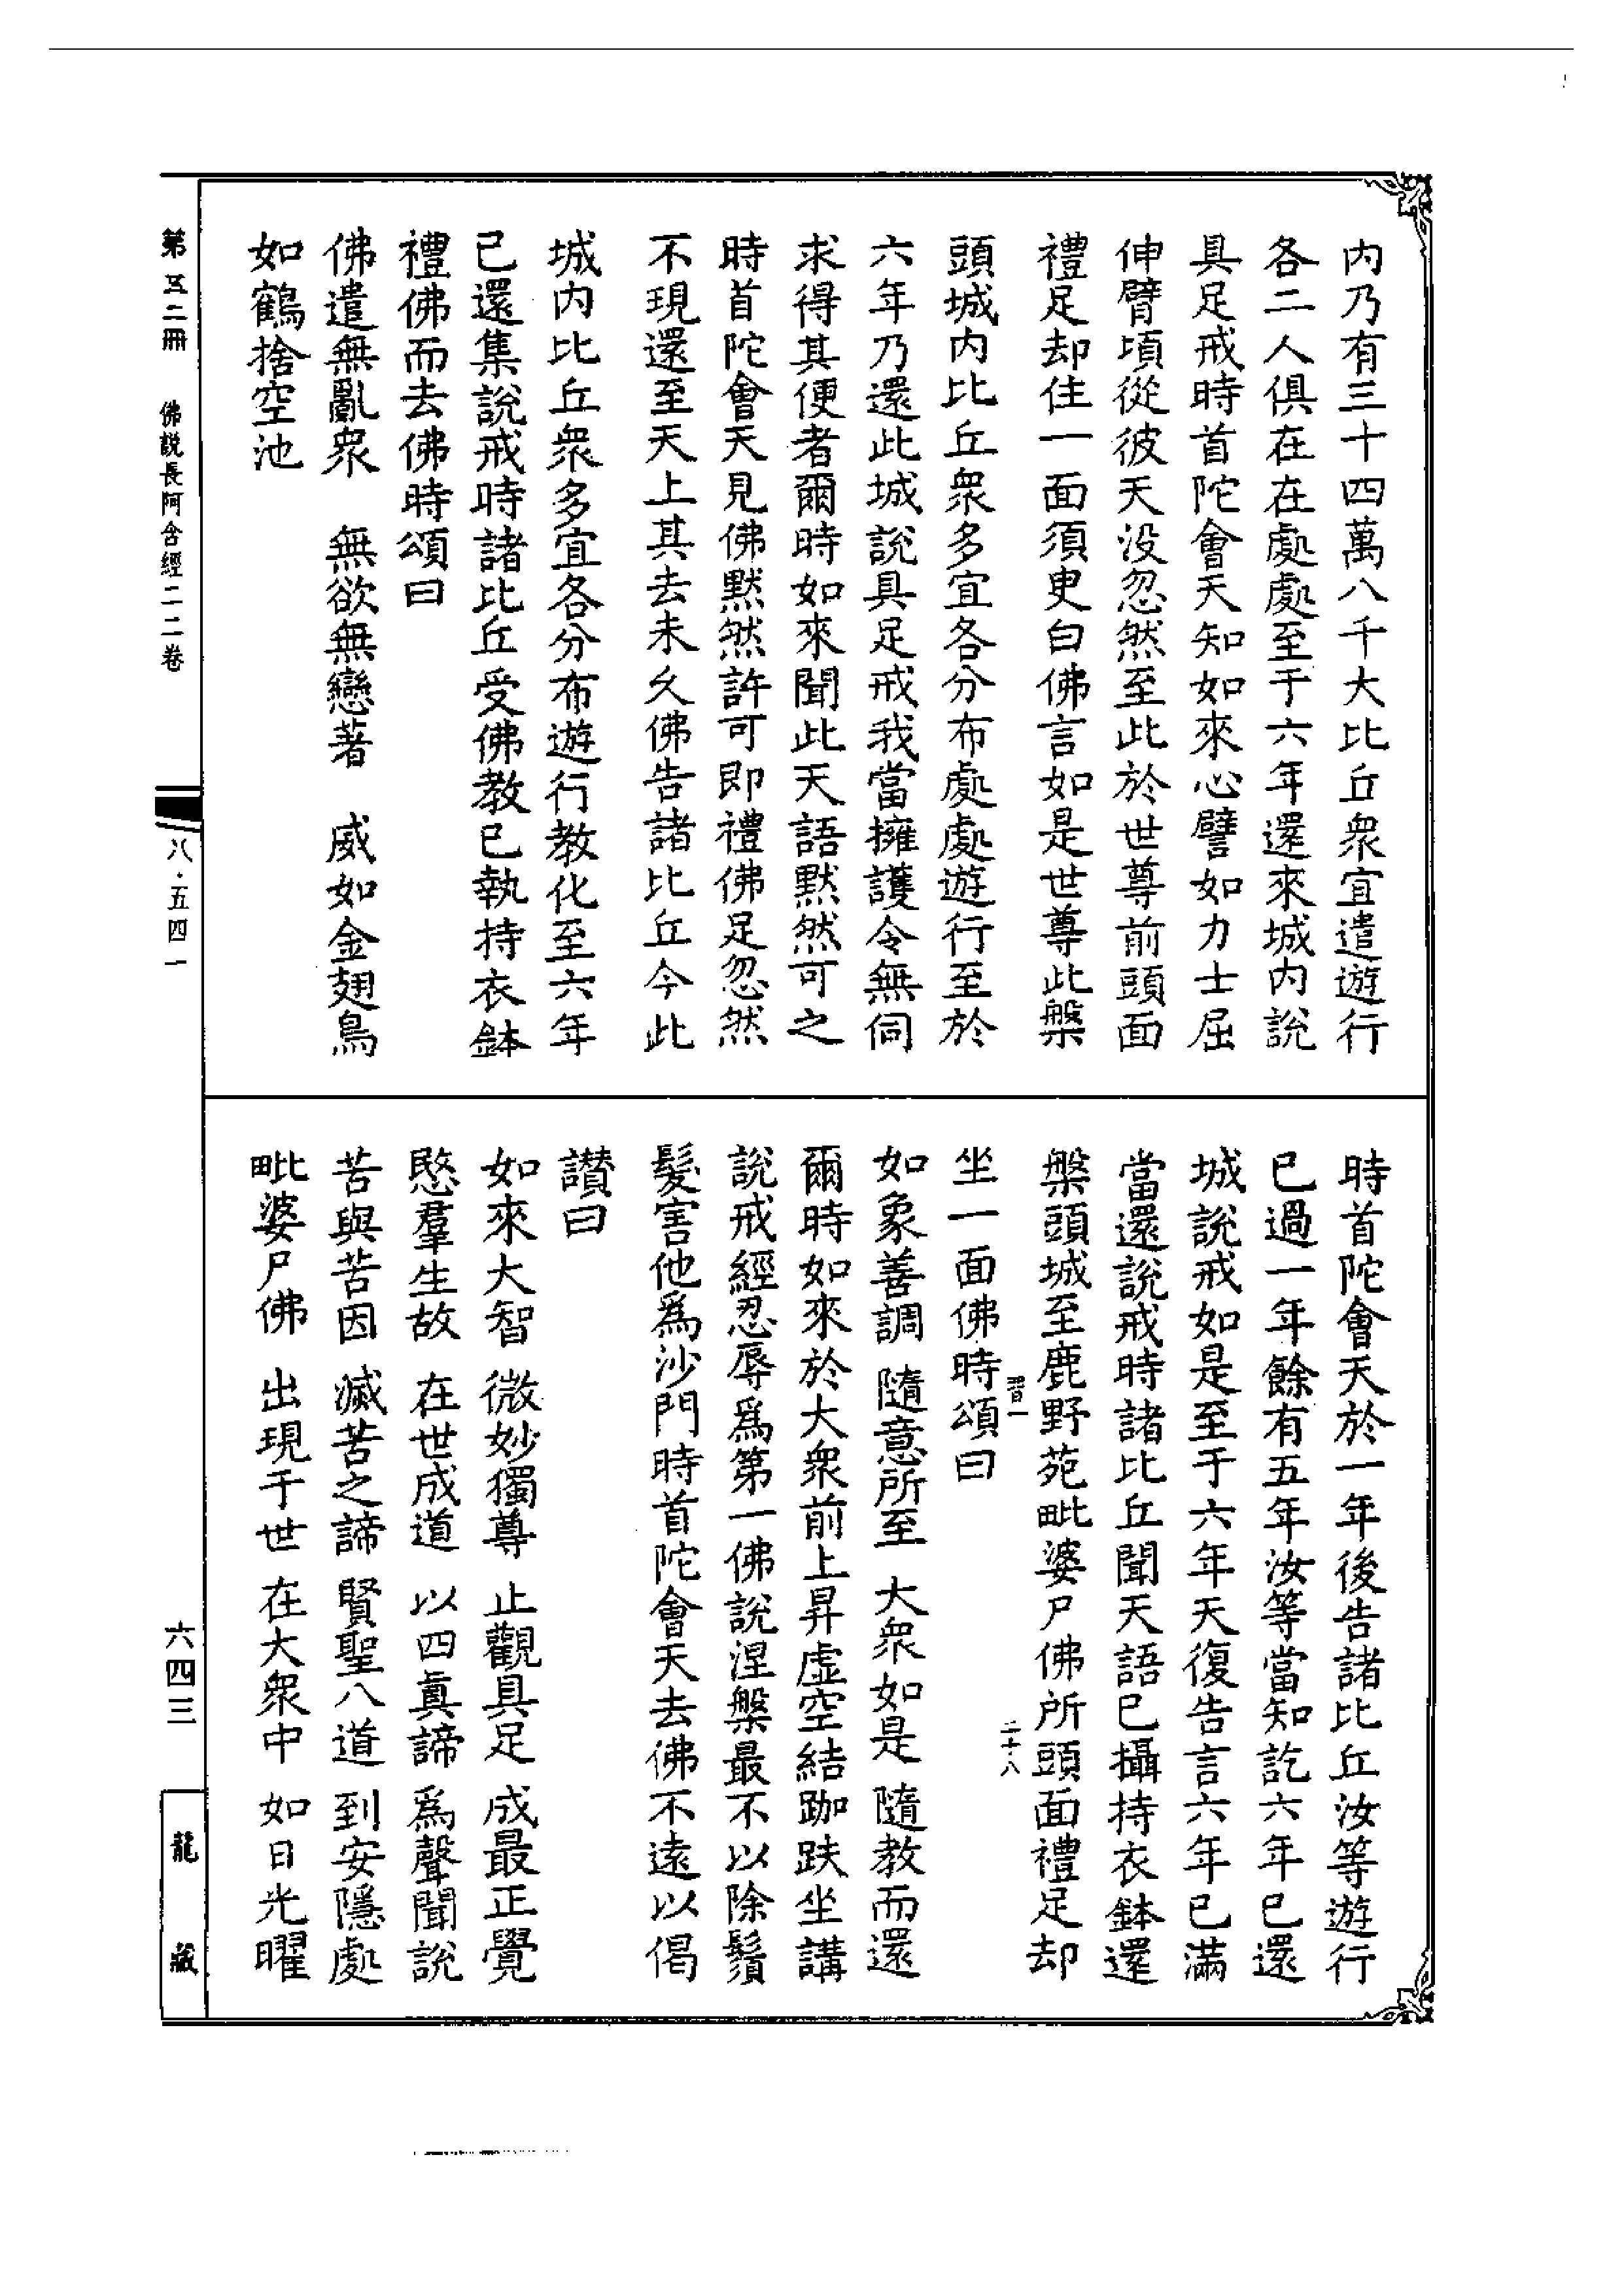 内乃有三十四萬八千大比丘衆宜遣遊行
各二人俱在在處處至于六年還來城内說
具足戒時首陀會天知如來心譬如力士屈
伸臂頃從彼天没忽然至此於世尊前頭面
禮足却住一面須臾白佛言如是世尊此槃
頭城内比丘衆多宜各分布處處遊行至於
六年乃還此城說具足戒我當擁護令無伺
求得其便者爾時如來聞此天語黙然可之
時首陀會天見佛黙然許可即禮佛足忽然
不現還至天上其去未久佛告諸比丘今此
城内比丘衆多宜各分布遊行教化至六年
已還集說戒時諸比丘受佛教已執持衣鉢
禮佛而去佛時頌曰
佛遣無亂衆　無欲無戀著　威如金翅鳥
如鶴捨空池
時首陀會天於一年後告諸比丘汝等遊行
已過一年餘有五年汝等當知訖六年已還
城說戒如是至于六年天復告言六年已滿
當還說戒時諸比丘聞天語已攝持衣鉢還
槃頭城至鹿野苑毗婆尸佛所頭面禮足却
習一　二十八
坐一面佛時頌曰
如象善調　隨意所至　大衆如是　隨教而還
爾時如來於大衆前上昇虚空結跏趺坐講
說戒經忍辱爲第一佛說涅槃最不以除鬚
髮害他爲沙門時首陀會天去佛不遠以偈
讃曰
如來大智　微妙獨尊　止觀具足　成最正覺
愍羣生故　在世成道　以四真諦　爲聲聞說
苦與苦因　滅苦之諦　賢聖八道　到安隱處
毗婆尸佛　出現于世　在大衆中　如日光曜
第五二冊　佛説長阿含經二二卷
八·五四一
六四三
龍藏